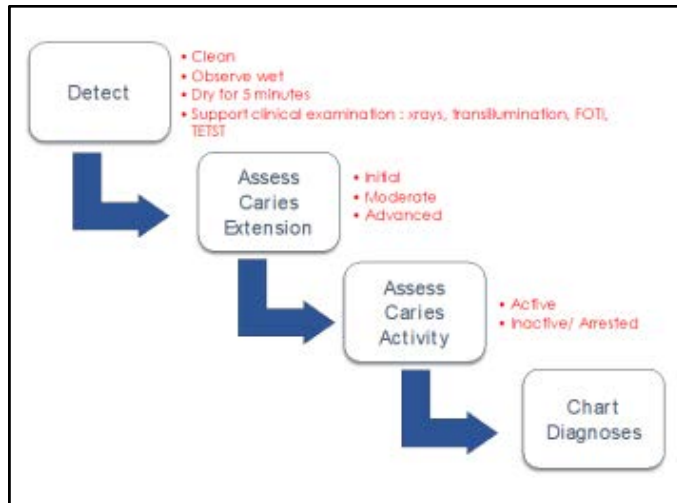 Detect
• Clean
• Observe wet
• Dry for 5 minutes
• Support clinical examination : xrays, transillumination, FOTI,
TETST
Assess
Caries
Extension
• Initial
• Moderate
• Advanced
Assess
Caries
Activity
• Active
• Inactive/ Arrested
Chart
Diagnoses